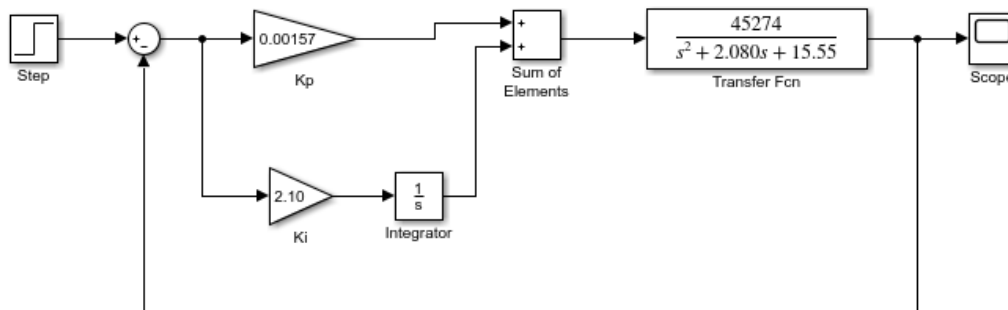 Step
+
−
0.00157
Kp
2.10
Ki
1
s
Integrator
+
+
Sum of
Elements
45274
s² + 2.080s + 15.55
Transfer Fcn
Scope